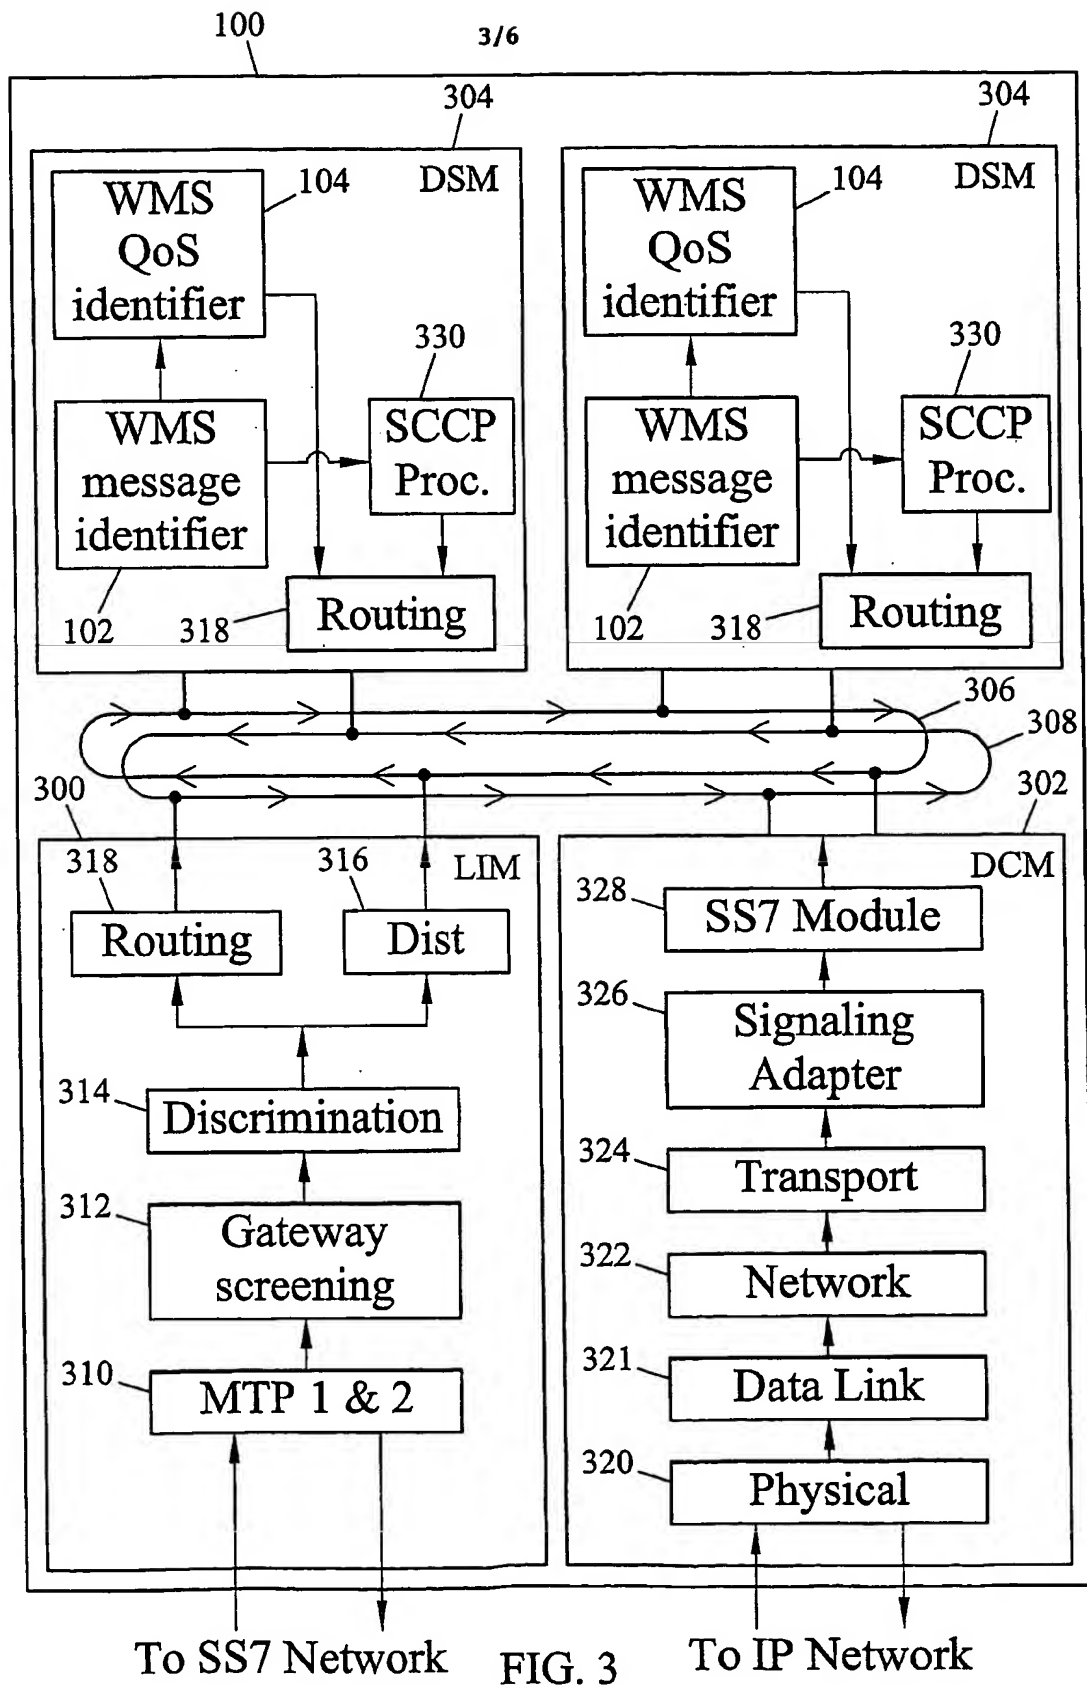 100
3/6
304
DSM
WMS
QoS
identifier
104
330
WMS
message
identifier
SCCP
Proc.
102
318
Routing
304
DSM
WMS
QoS
identifier
104
330
WMS
message
identifier
SCCP
Proc.
102
318
Routing
306
308
300
LIM
318
Routing
316
Dist
314
Discrimination
312
Gateway
screening
310
MTP 1 & 2
To SS7 Network
302
DCM
328
SS7 Module
326
Signaling
Adapter
324
Transport
322
Network
321
Data Link
320
Physical
To IP Network
FIG. 3